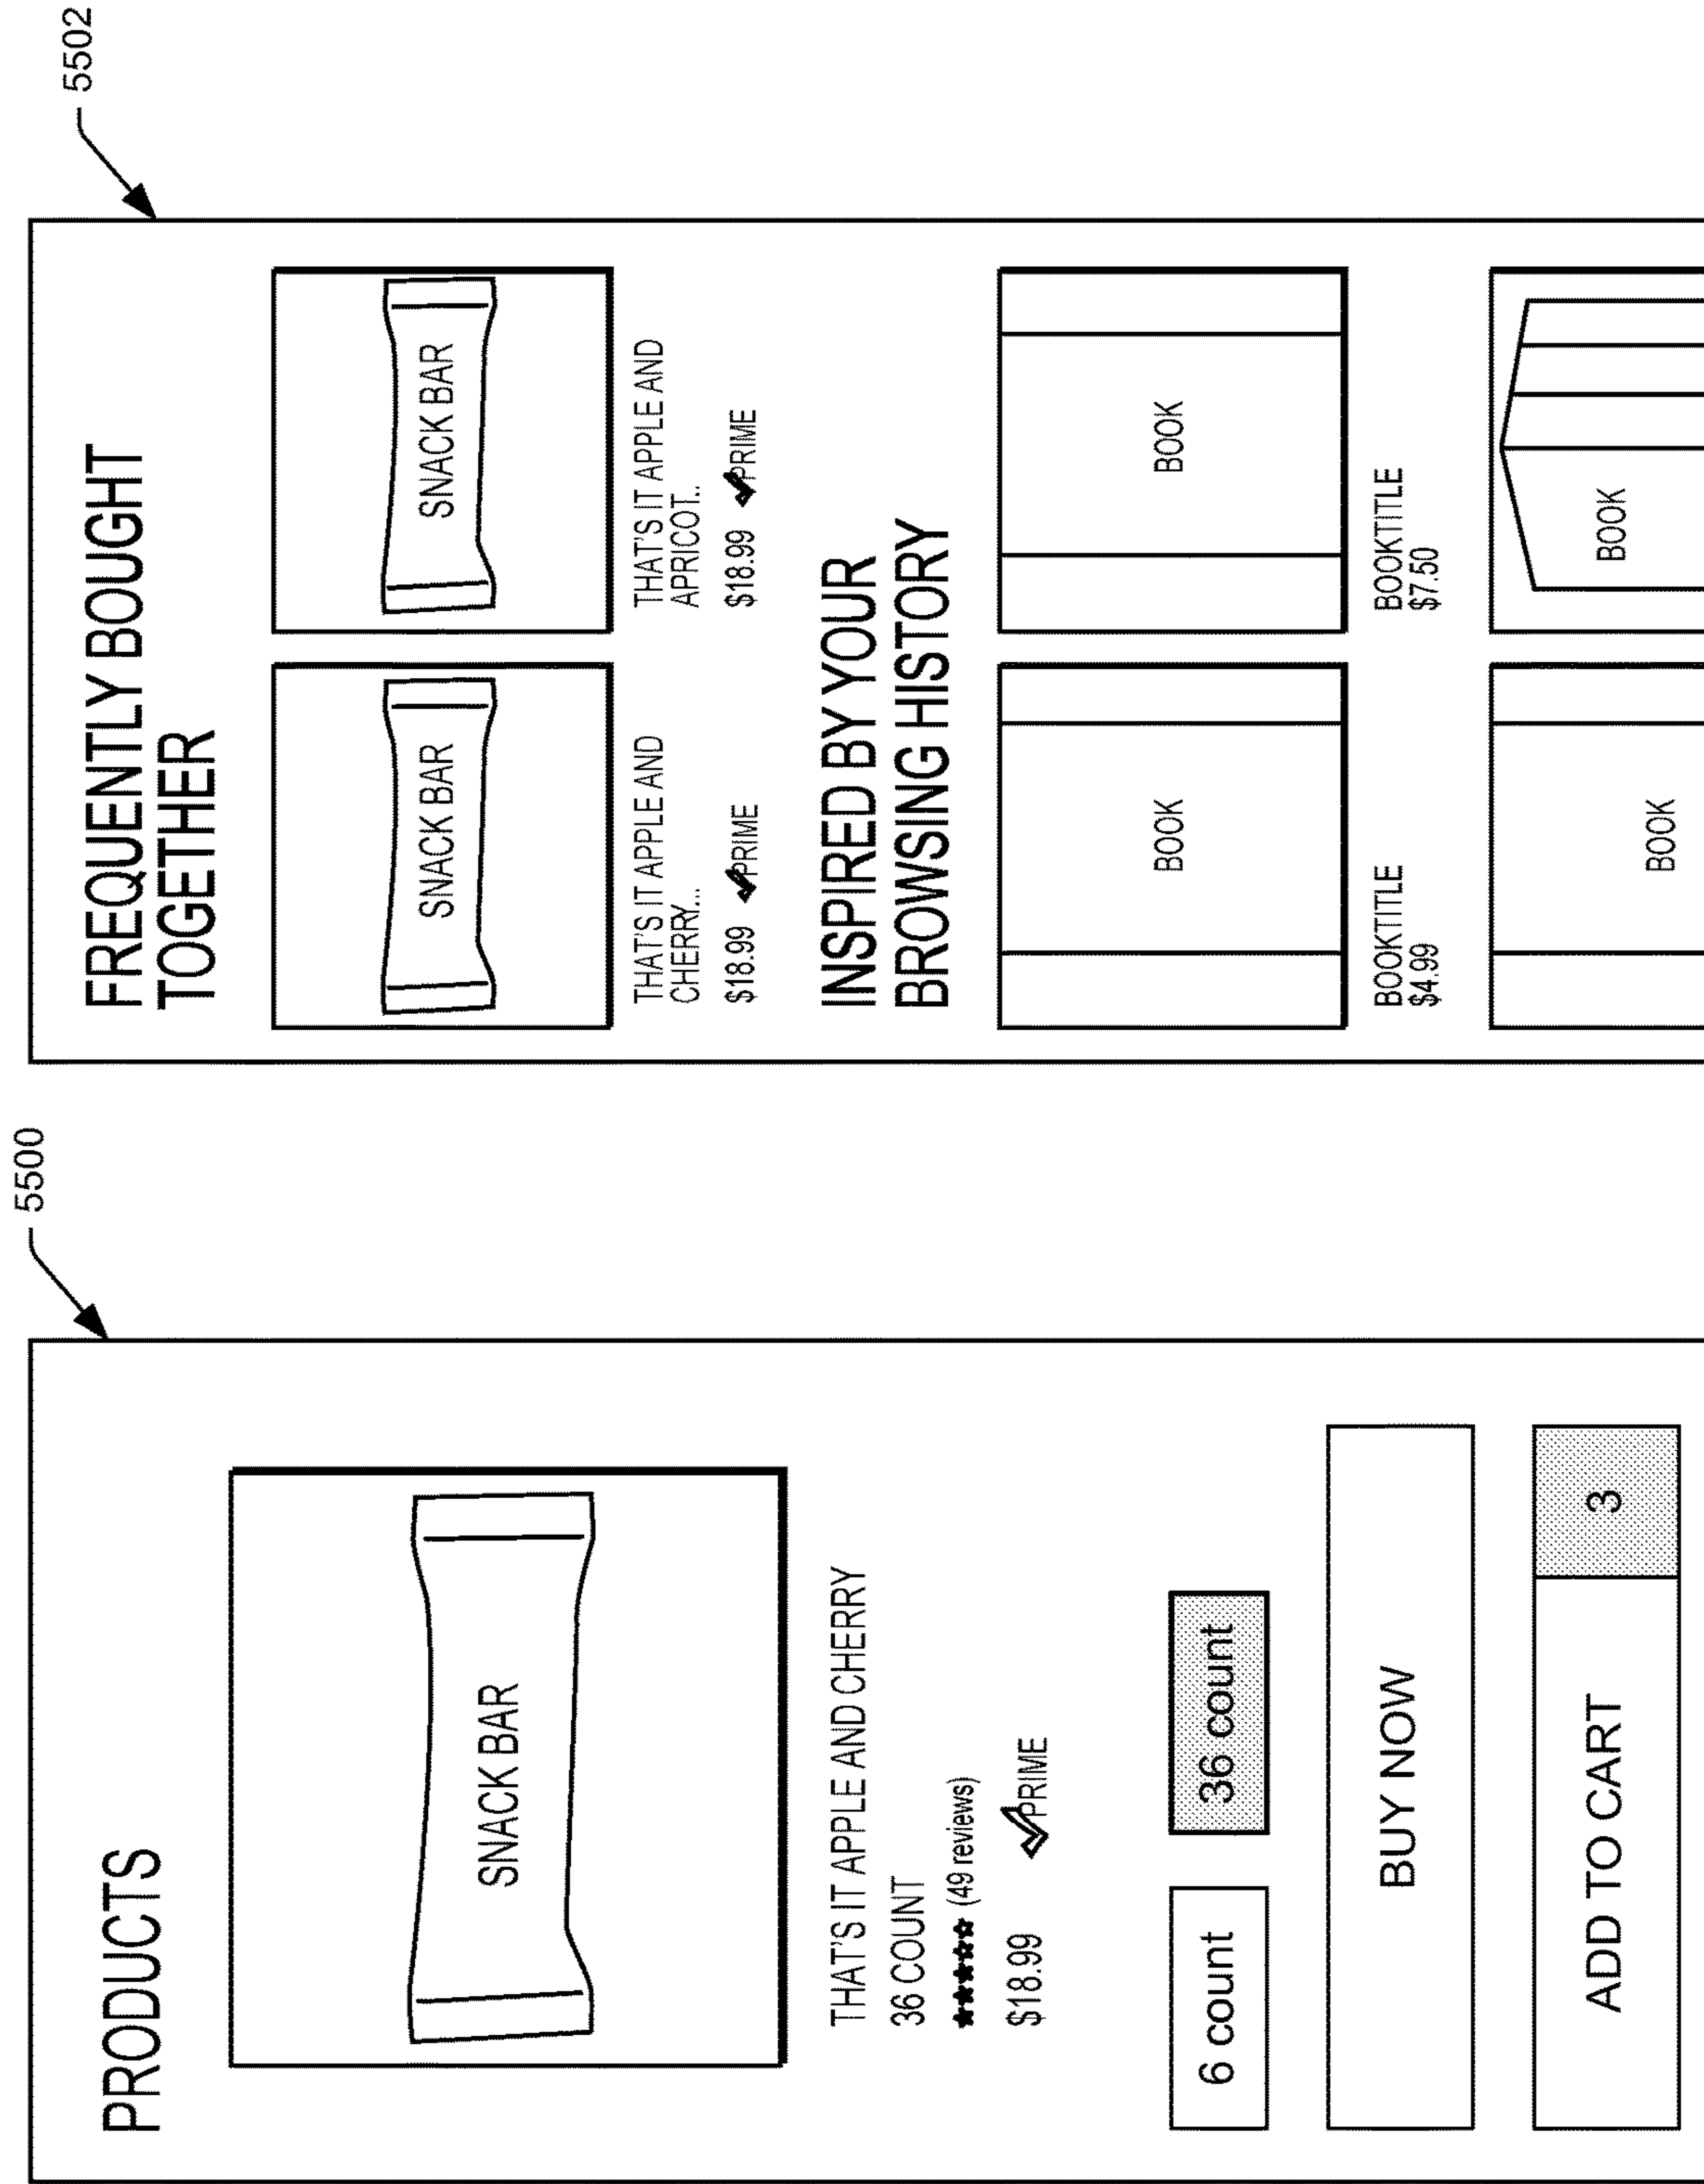 5500
PRODUCTS
SNACK BAR
THAT'S IT APPLE AND CHERRY
36 COUNT
(49 reviews)
$18.99 PRIME
6 count 36 count
BUY NOW
ADD TO CART 3
5502
FREQUENTLY BOUGHT
TOGETHER
SNACK BAR SNACK BAR
THAT'S IT APPLE AND
CHERRY...
$18.99 PRIME
THAT'S IT APPLE AND
APRICOT..
$18.99 PRIME
INSPIRED BY YOUR
BROWSING HISTORY
BOOK BOOK
BOOKTITLE
$4.99
BOOKTITLE
$7.50
BOOK BOOK